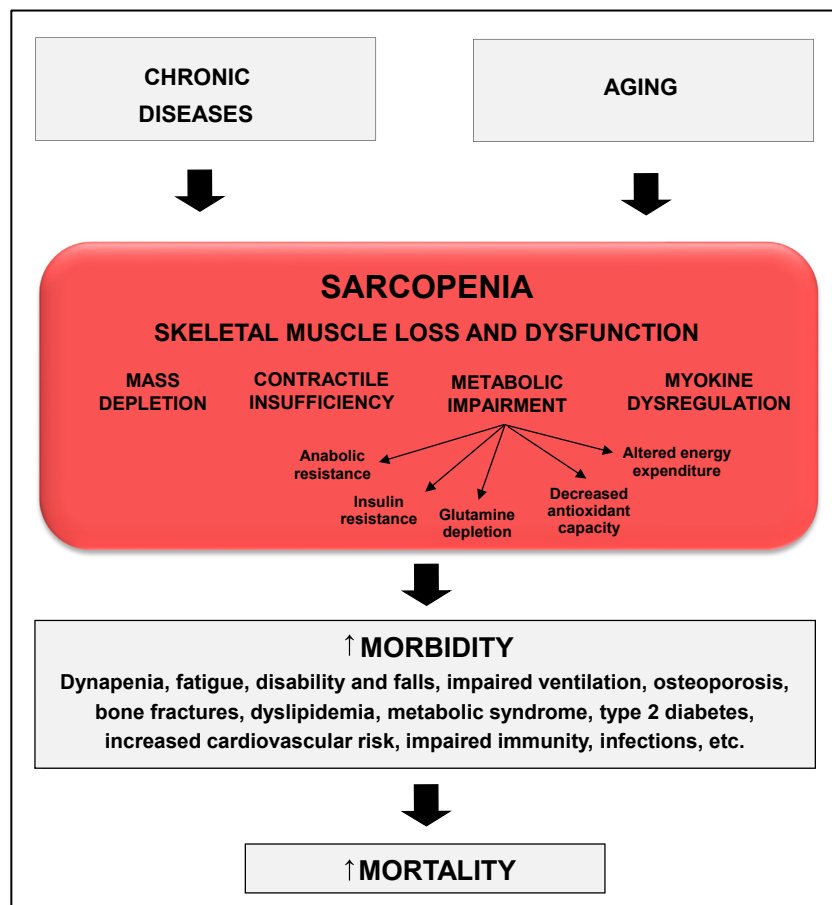 CHRONIC
DISEASES
AGING
SARCOPENIA
SKELETAL MUSCLE LOSS AND DYSFUNCTION
MASS
DEPLETION
CONTRACTILE
INSUFFICIENCY
METABOLIC
IMPAIRMENT
MYOKINE
DYSREGULATION
Anabolic
resistance
Insulin
resistance
Glutamine
depletion
Decreased
antioxidant
capacity
Altered energy
expenditure
↑MORBIDITY
Dynapenia, fatigue, disability and falls, impaired ventilation, osteoporosis,
bone fractures, dyslipidemia, metabolic syndrome, type 2 diabetes,
increased cardiovascular risk, impaired immunity, infections, etc.
↑MORTALITY